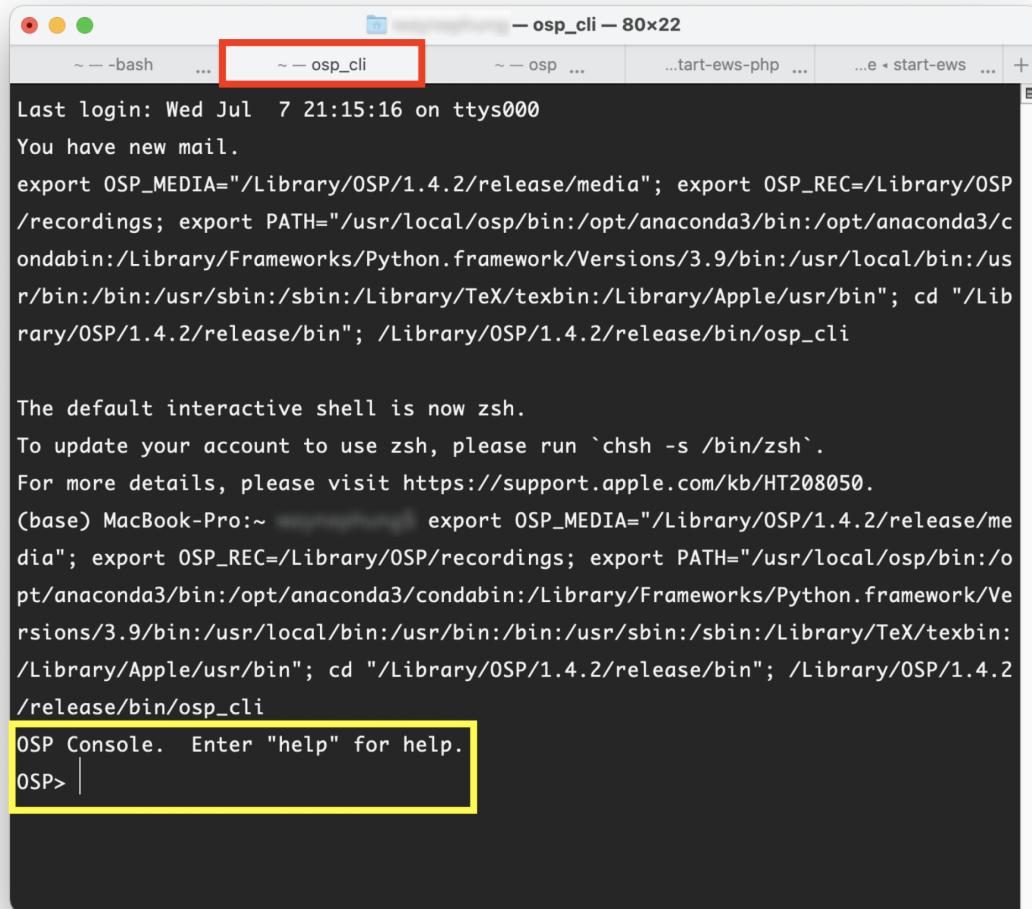 — osp_cli — 80×22
~ — -bash ... ~ — osp_cli ~ — osp ... ...tart-ews-php ... ...e ◂ start-ews ... +
Last login: Wed Jul  7 21:15:16 on ttys000
You have new mail.
export OSP_MEDIA="/Library/OSP/1.4.2/release/media"; export OSP_REC=/Library/OSP
/recordings; export PATH="/usr/local/osp/bin:/opt/anaconda3/bin:/opt/anaconda3/c
ondabin:/Library/Frameworks/Python.framework/Versions/3.9/bin:/usr/local/bin:/us
r/bin:/bin:/usr/sbin:/sbin:/Library/TeX/texbin:/Library/Apple/usr/bin"; cd "/Lib
rary/OSP/1.4.2/release/bin"; /Library/OSP/1.4.2/release/bin/osp_cli
The default interactive shell is now zsh.
To update your account to use zsh, please run `chsh -s /bin/zsh`.
For more details, please visit https://support.apple.com/kb/HT208050.
(base) MacBook-Pro:~ export OSP_MEDIA="/Library/OSP/1.4.2/release/me
dia"; export OSP_REC=/Library/OSP/recordings; export PATH="/usr/local/osp/bin:/o
pt/anaconda3/bin:/opt/anaconda3/condabin:/Library/Frameworks/Python.framework/Ve
rsions/3.9/bin:/usr/local/bin:/usr/bin:/bin:/usr/sbin:/sbin:/Library/TeX/texbin:
/Library/Apple/usr/bin"; cd "/Library/OSP/1.4.2/release/bin"; /Library/OSP/1.4.2
/release/bin/osp_cli
OSP Console.  Enter "help" for help.
OSP>